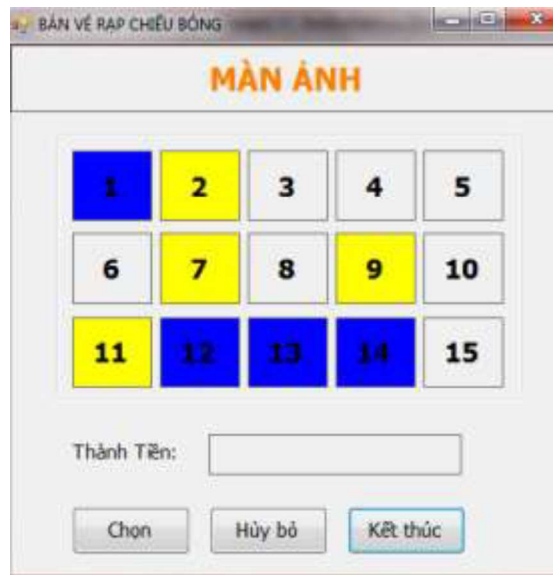 BÁN VÉ RẠP CHIẾU BÓNG
MÀN ẢNH
1 2 3 4 5
6 7 8 9 10
11 12 13 14 15
Thành Tiền:
Chọn Hủy bỏ Kết thúc